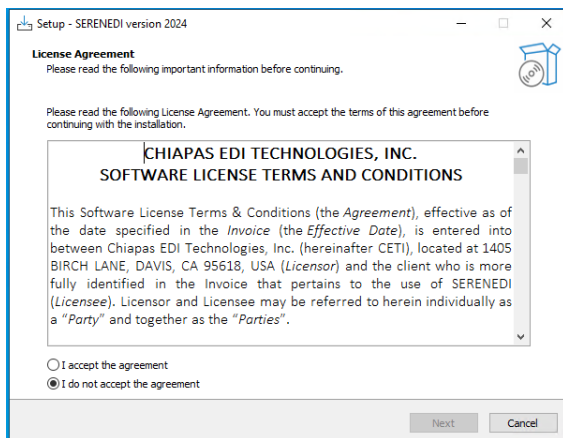 Setup - SERENEDI version 2024
License Agreement
Please read the following important information before continuing.
Please read the following License Agreement. You must accept the terms of this agreement before
continuing with the installation.
CHIAPAS EDI TECHNOLOGIES, INC.
SOFTWARE LICENSE TERMS AND CONDITIONS
This Software License Terms & Conditions (the Agreement), effective as of
the date specified in the Invoice (the Effective Date), is entered into
between Chiapas EDI Technologies, Inc. (hereinafter CETI), located at 1405
BIRCH LANE, DAVIS, CA 95618, USA (Licensor) and the client who is more
fully identified in the Invoice that pertains to the use of SERENEDI
(Licensee). Licensor and Licensee may be referred to herein individually as
a “Party” and together as the “Parties”.
I accept the agreement
I do not accept the agreement
Next
Cancel